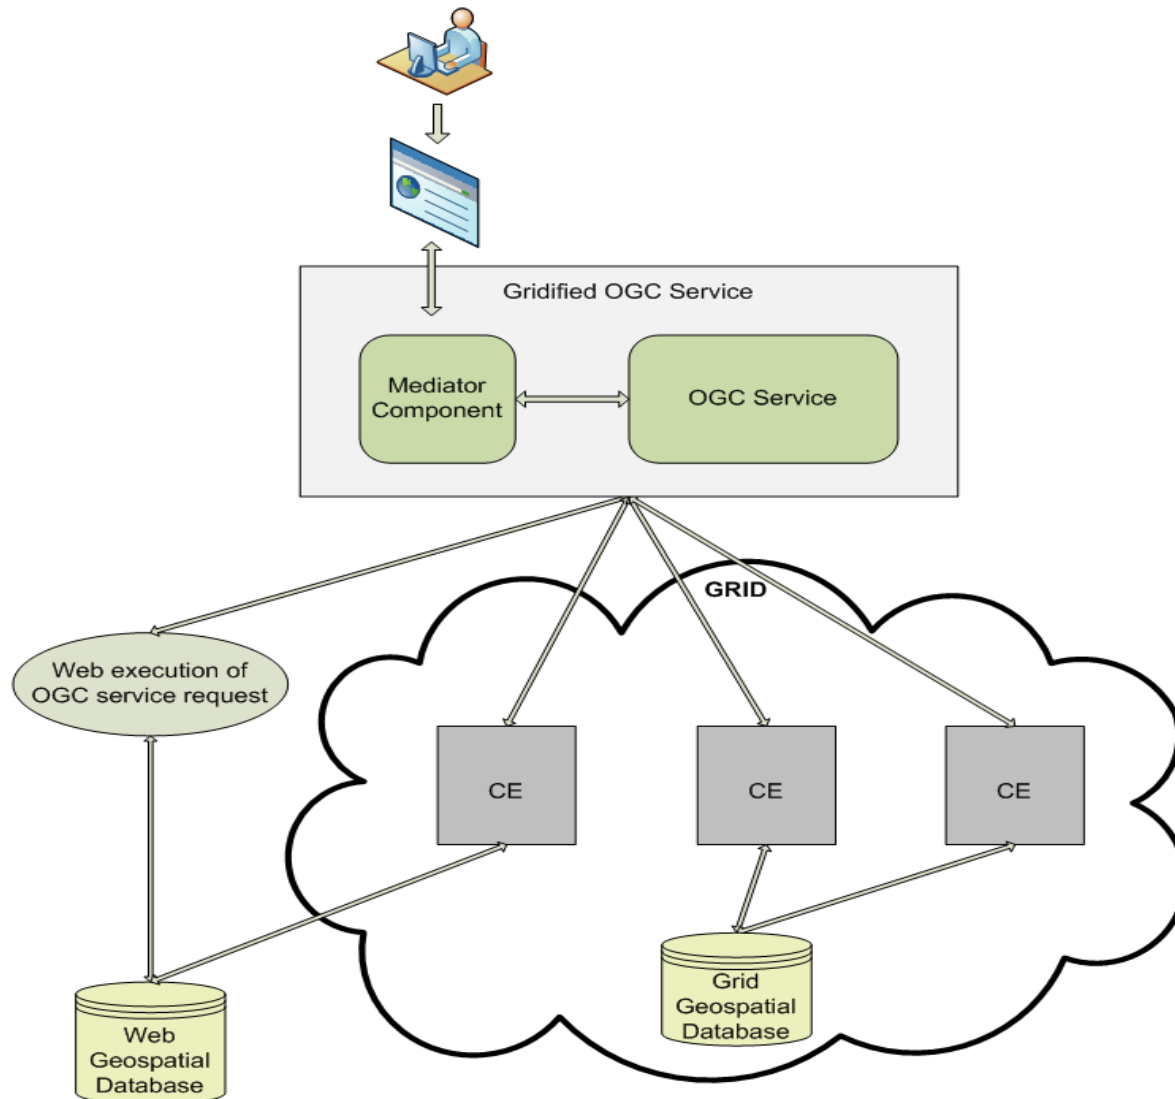 Gridified OGC Service
Mediator
Component
OGC Service
GRID
Web execution of
OGC service request
CE
CE
CE
Grid
Geospatial
Database
Web
Geospatial
Database